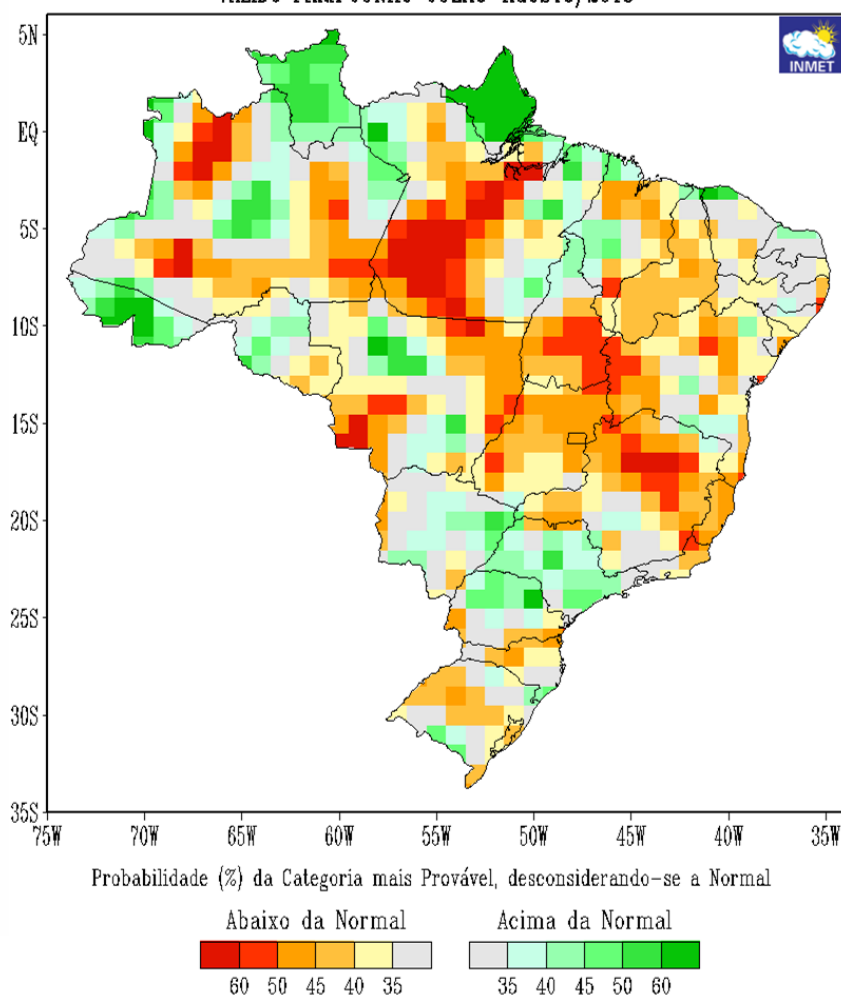 INMET
5N
EQ
5S
10S
15S
20S
25S
30S
35S
75W 70W 65W 60W 55W 50W 45W 40W 35W
Probabilidade (%) da Categoria mais Provável, desconsiderando-se a Normal
Abaixo da Normal Acima da Normal
60 50 45 40 35 35 40 45 50 60